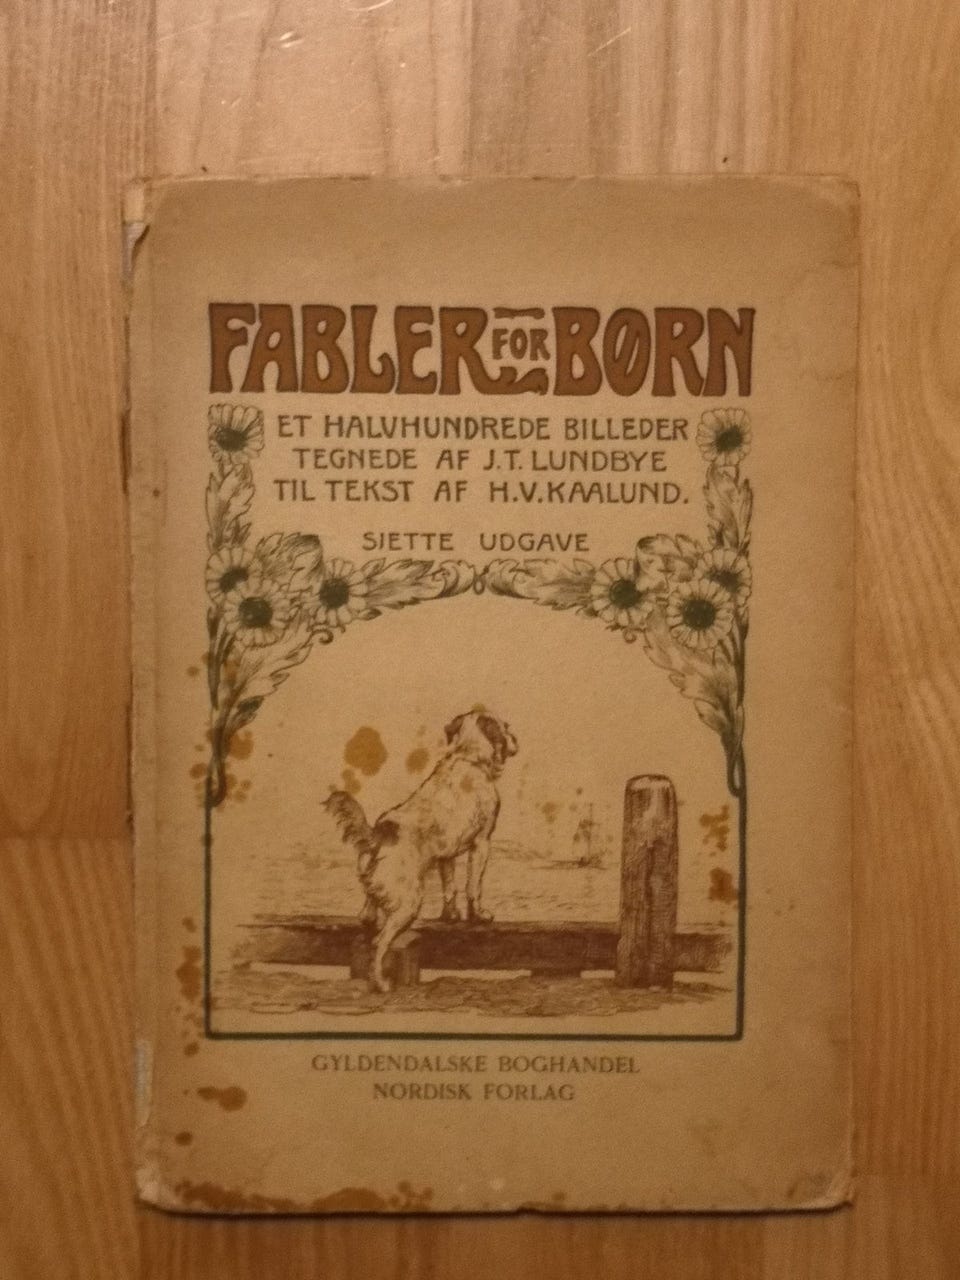 FABLER FOR BØRN
ET HALVHUNDREDE BILLEDER
TEGNEDE AF J.T. LUNDBYE
TIL TEKST AF H.V. KAALUND.
SJETTE UDGAVE
GYLDENDALSKE BOGHANDEL
NORDISK FORLAG